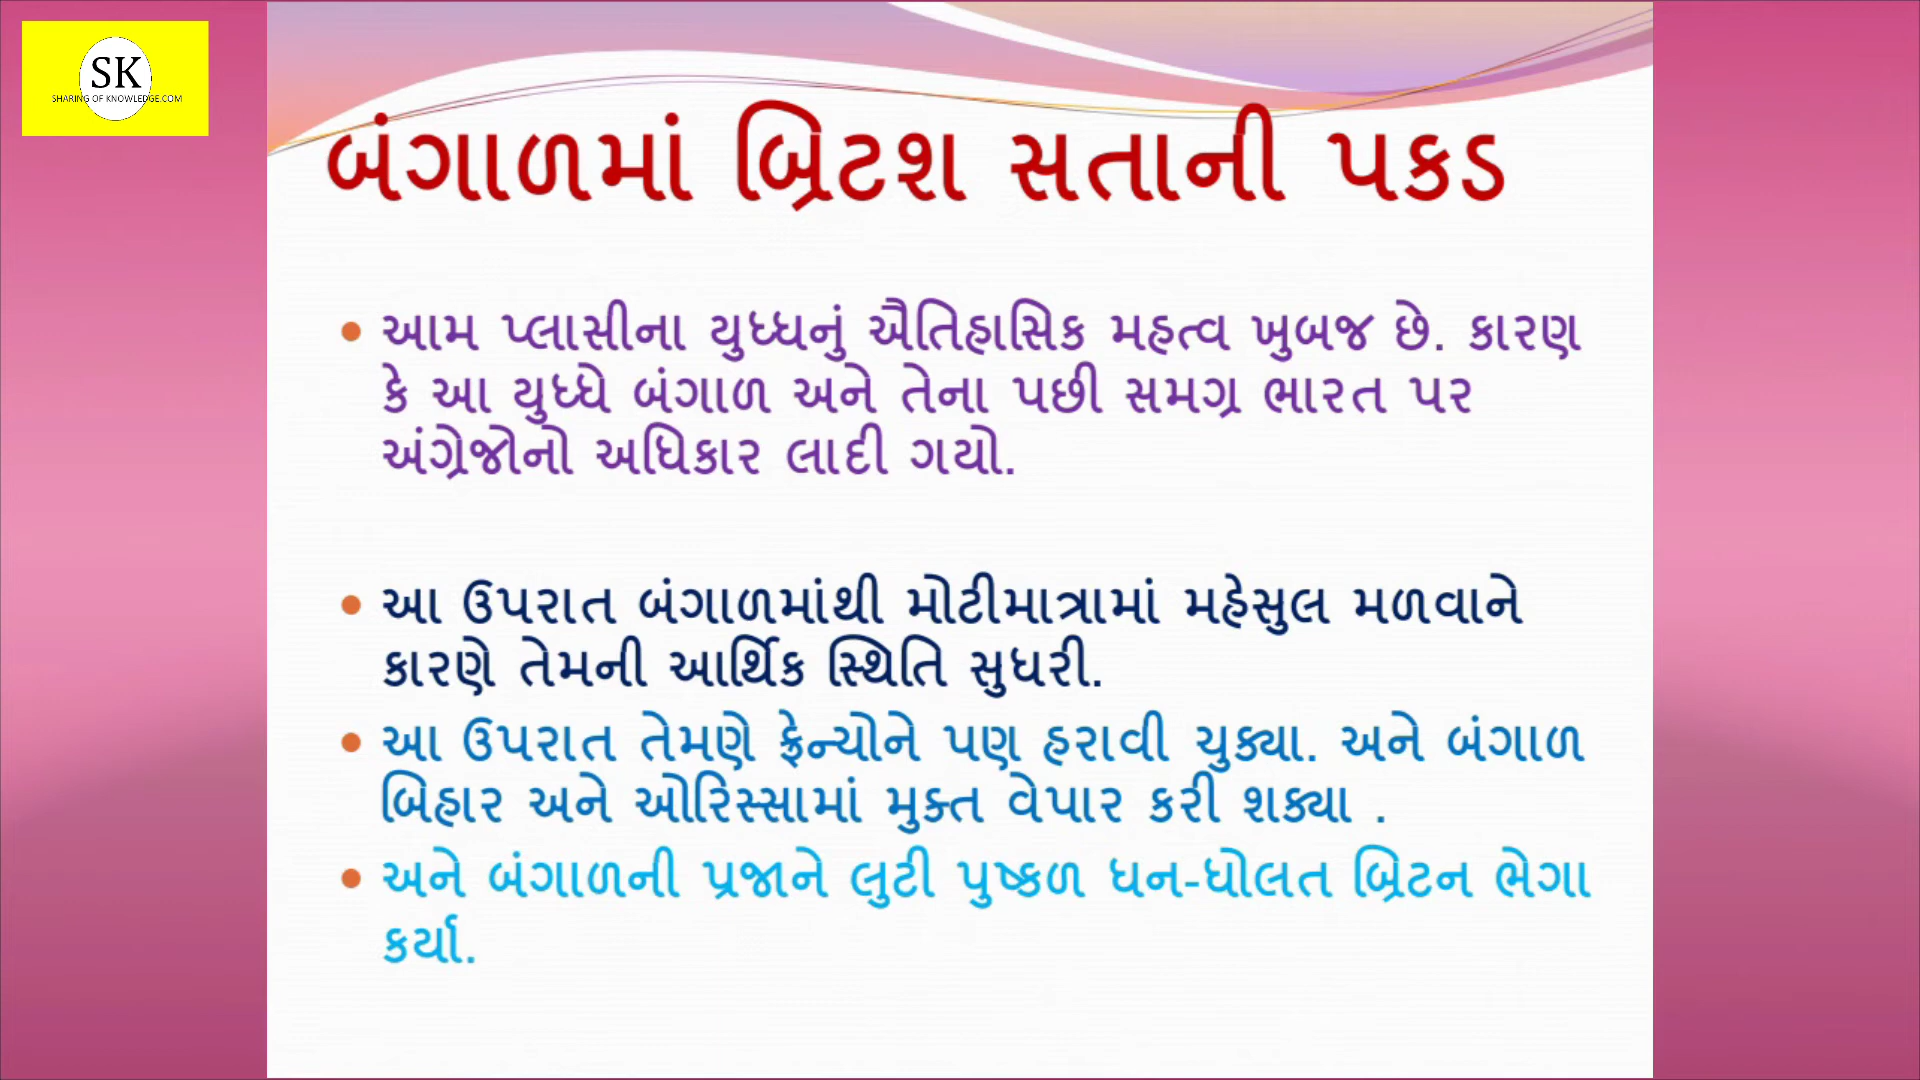 SK
SHARING OF KNOWLEDGE.COM
બંગાળમાં બ્રિટશ સતાની પકડ
• આમ પ્લાસીના યુધ્ધનું ઐતિહાસિક મહત્વ ખુબજ છે. કારણ
કે આ યુધ્ધે બંગાળ અને તેના પછી સમગ્ર ભારત પર
અંગ્રેજોનો અધિકાર લાદી ગયો.
• આ ઉપરાત બંગાળમાંથી મોટીમાત્રામાં મહેસુલ મળવાને
કારણે તેમની આર્થિક સ્થિતિ સુધરી.
• આ ઉપરાત તેમણે ફ્રેન્ચોને પણ હરાવી ચુક્યા. અને બંગાળ
બિહાર અને ઓરિસ્સામાં મુક્ત વેપાર કરી શક્યા .
• અને બંગાળની પ્રજાને લુટી પુષ્કળ ધન-ધોલત બ્રિટન ભેગા
કર્યા.